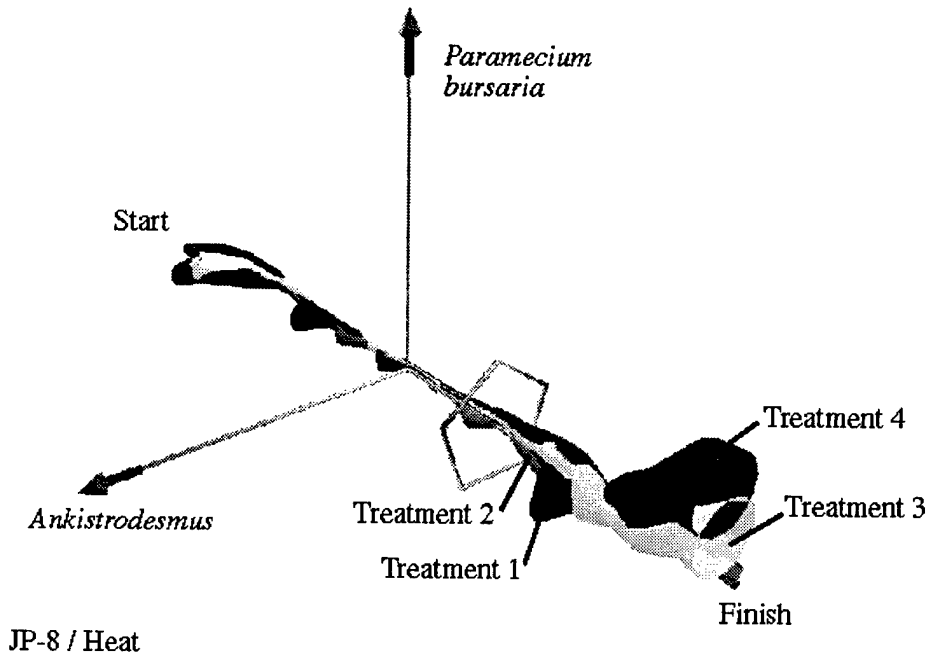 Paramecium
bursaria
Start
Treatment 4
Ankistrodesmus
Treatment 2
Treatment 3
Treatment 1
Finish
JP-8 / Heat